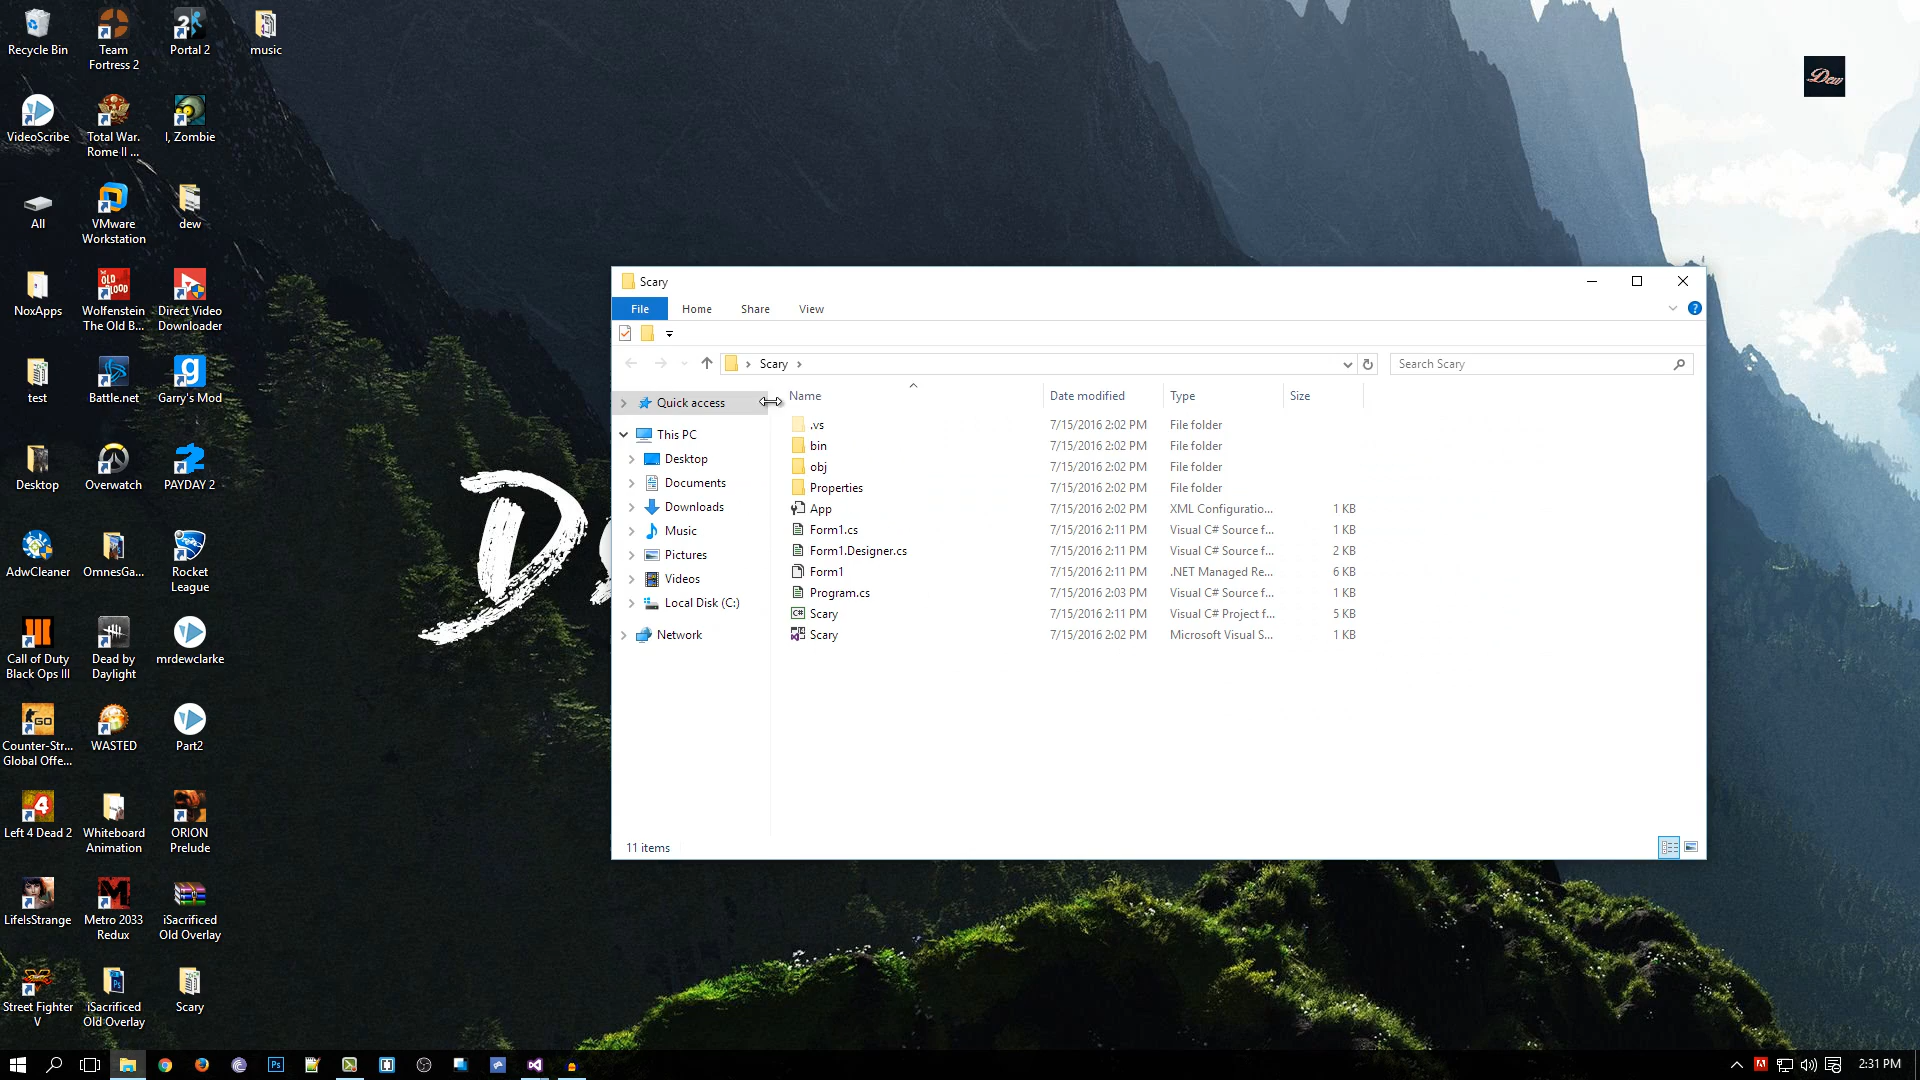 Recycle Bin
Team
Fortress 2
Portal 2
music
VideoScribe
Total War.
Rome II ...
I, Zombie
All
VMware
Workstation
dew
NoxApps
Wolfenstein
The Old B...
Direct Video
Downloader
test
Battle.net
Garry's Mod
Desktop
Overwatch
PAYDAY 2
AdwCleaner
OmnesGa...
Rocket
League
Call of Duty
Black Ops III
Dead by
Daylight
mrdewclarke
Counter-Str...
Global Offe...
WASTED
Part2
Left 4 Dead 2
Whiteboard
Animation
ORION
Prelude
LifeIsStrange
Metro 2033
Redux
iSacrificed
Old Overlay
Street Fighter
V
iSacrificed
Old Overlay
Scary
Dew
Scary
File Home Share View
Scary
Search Scary
Quick access
This PC
Desktop
Documents
Downloads
Music
Pictures
Videos
Local Disk (C:)
Network
Name Date modified Type Size
.vs 7/15/2016 2:02 PM File folder
bin 7/15/2016 2:02 PM File folder
obj 7/15/2016 2:02 PM File folder
Properties 7/15/2016 2:02 PM File folder
App 7/15/2016 2:02 PM XML Configuratio... 1 KB
Form1.cs 7/15/2016 2:11 PM Visual C# Source f... 1 KB
Form1.Designer.cs 7/15/2016 2:11 PM Visual C# Source f... 2 KB
Form1 7/15/2016 2:11 PM .NET Managed Re... 6 KB
Program.cs 7/15/2016 2:03 PM Visual C# Source f... 1 KB
Scary 7/15/2016 2:11 PM Visual C# Project f... 5 KB
Scary 7/15/2016 2:02 PM Microsoft Visual S... 1 KB
11 items
2:31 PM